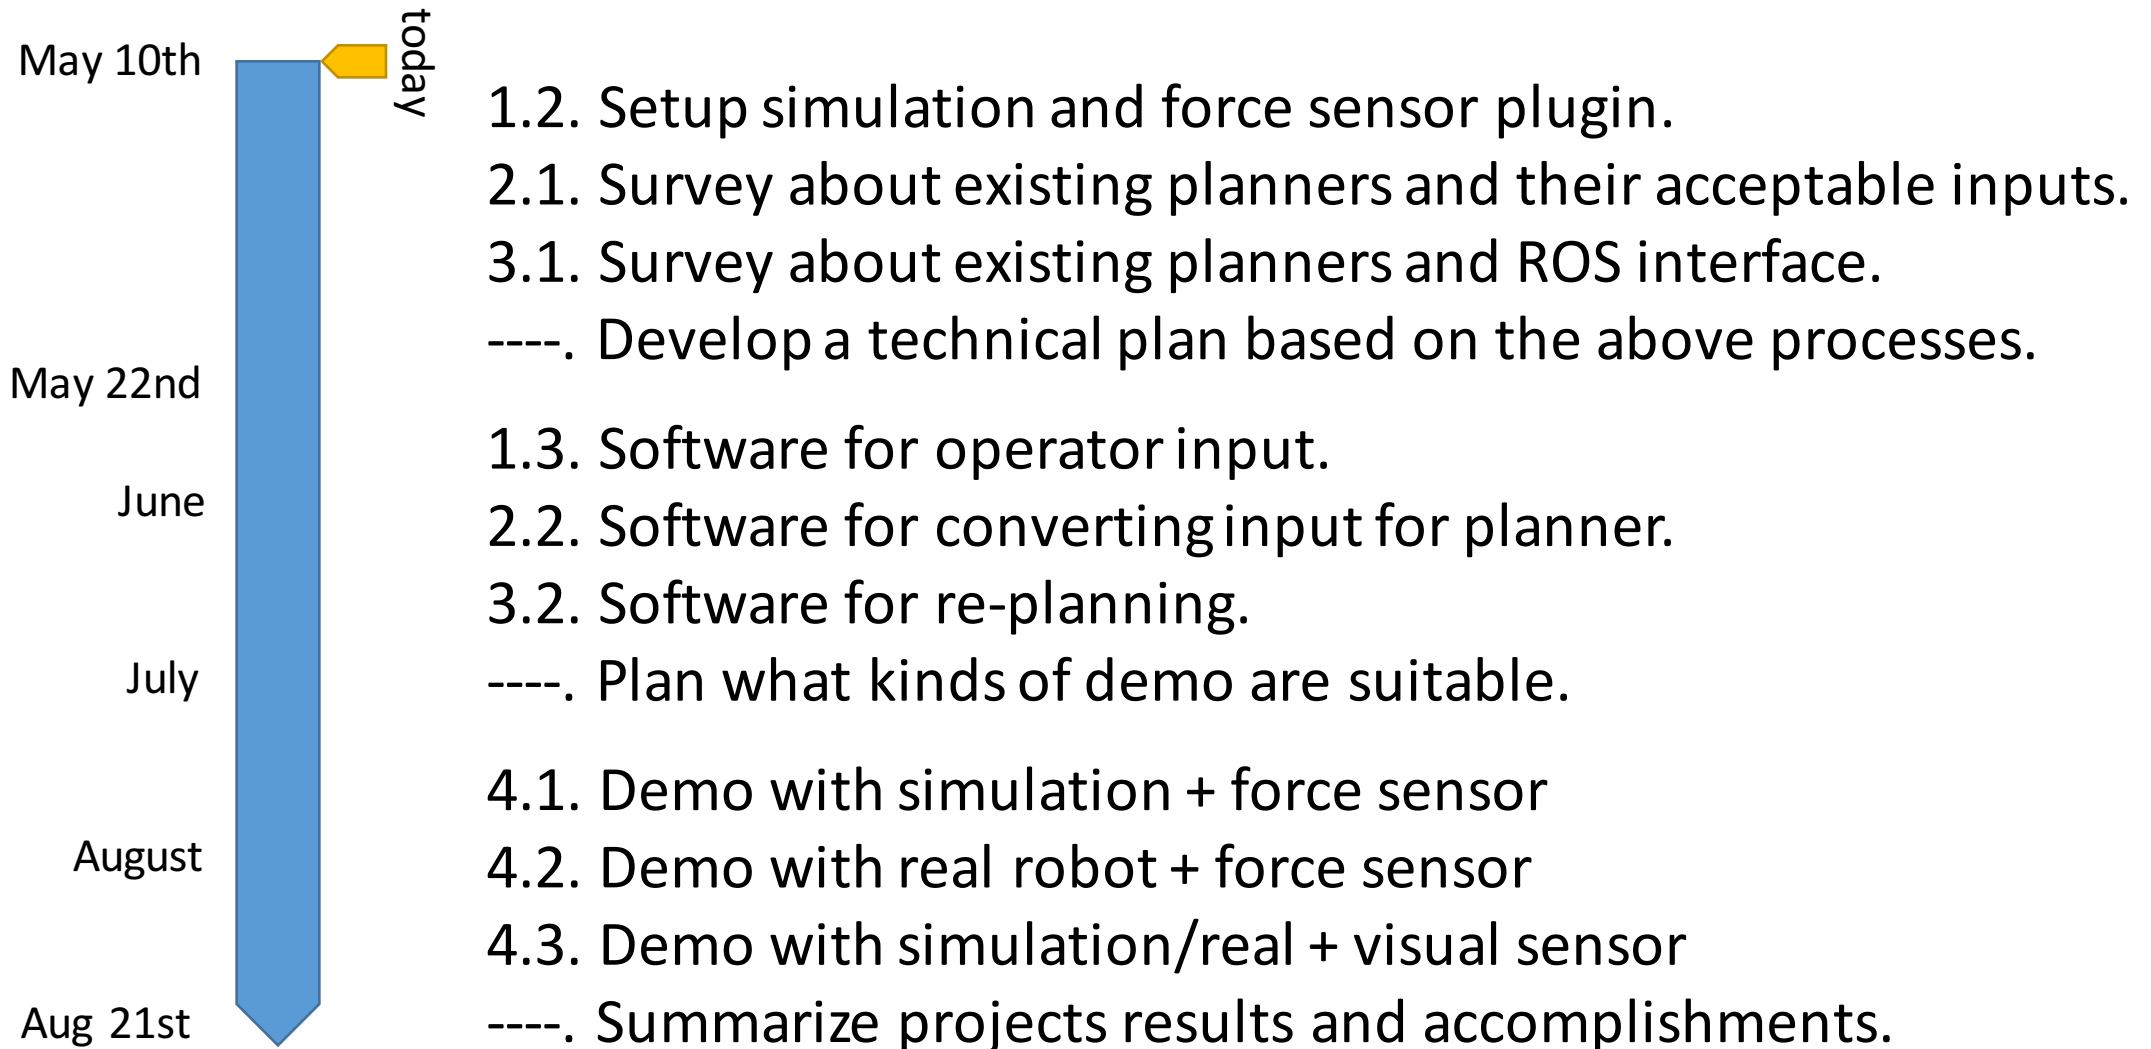 May 10th
today
1.2. Setup simulation and force sensor plugin.
2.1. Survey about existing planners and their acceptable inputs.
3.1. Survey about existing planners and ROS interface.
----. Develop a technical plan based on the above processes.
May 22nd
1.3. Software for operator input.
June
2.2. Software for converting input for planner.
3.2. Software for re-planning.
July
----. Plan what kinds of demo are suitable.
4.1. Demo with simulation + force sensor
August
4.2. Demo with real robot + force sensor
4.3. Demo with simulation/real + visual sensor
Aug 21st
----. Summarize projects results and accomplishments.